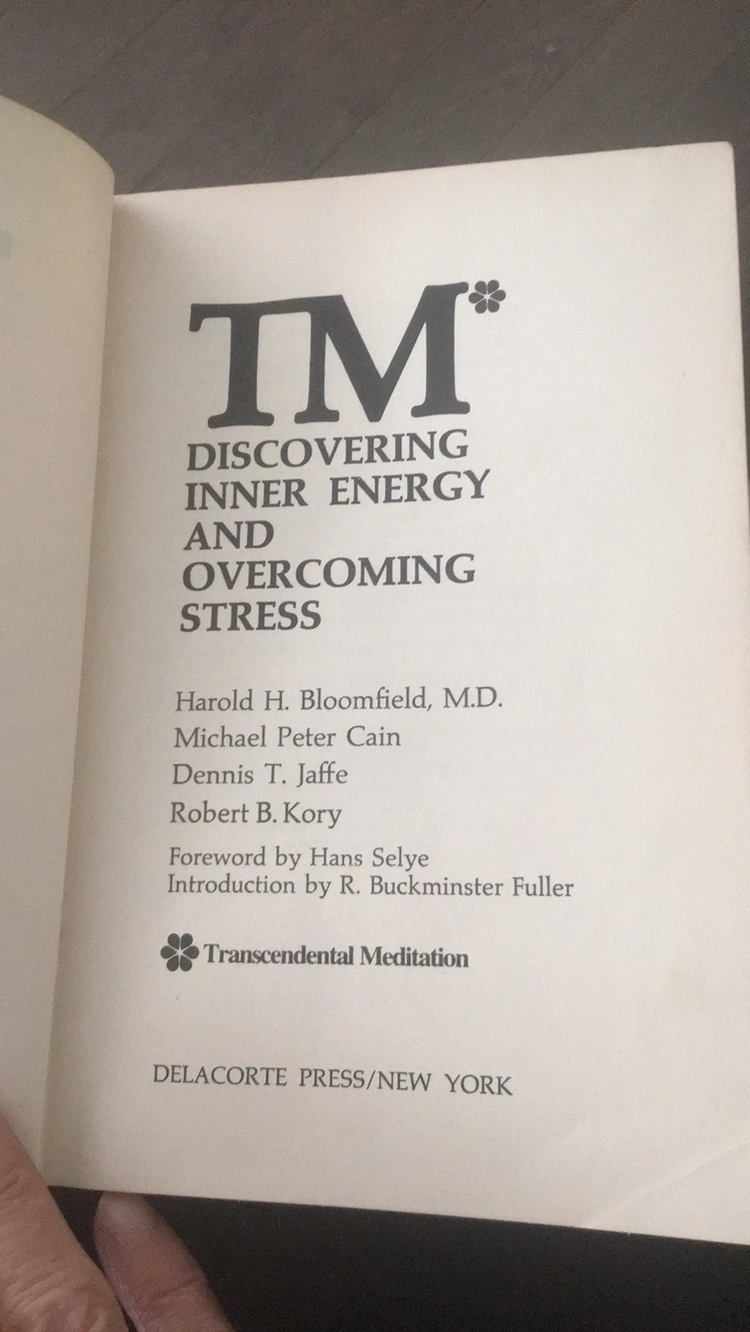 TM*
DISCOVERING
INNER ENERGY
AND
OVERCOMING
STRESS
Harold H. Bloomfield, M.D.
Michael Peter Cain
Dennis T. Jaffe
Robert B. Kory
Foreword by Hans Selye
Introduction by R. Buckminster Fuller
Transcendental Meditation
DELACORTE PRESS/NEW YORK